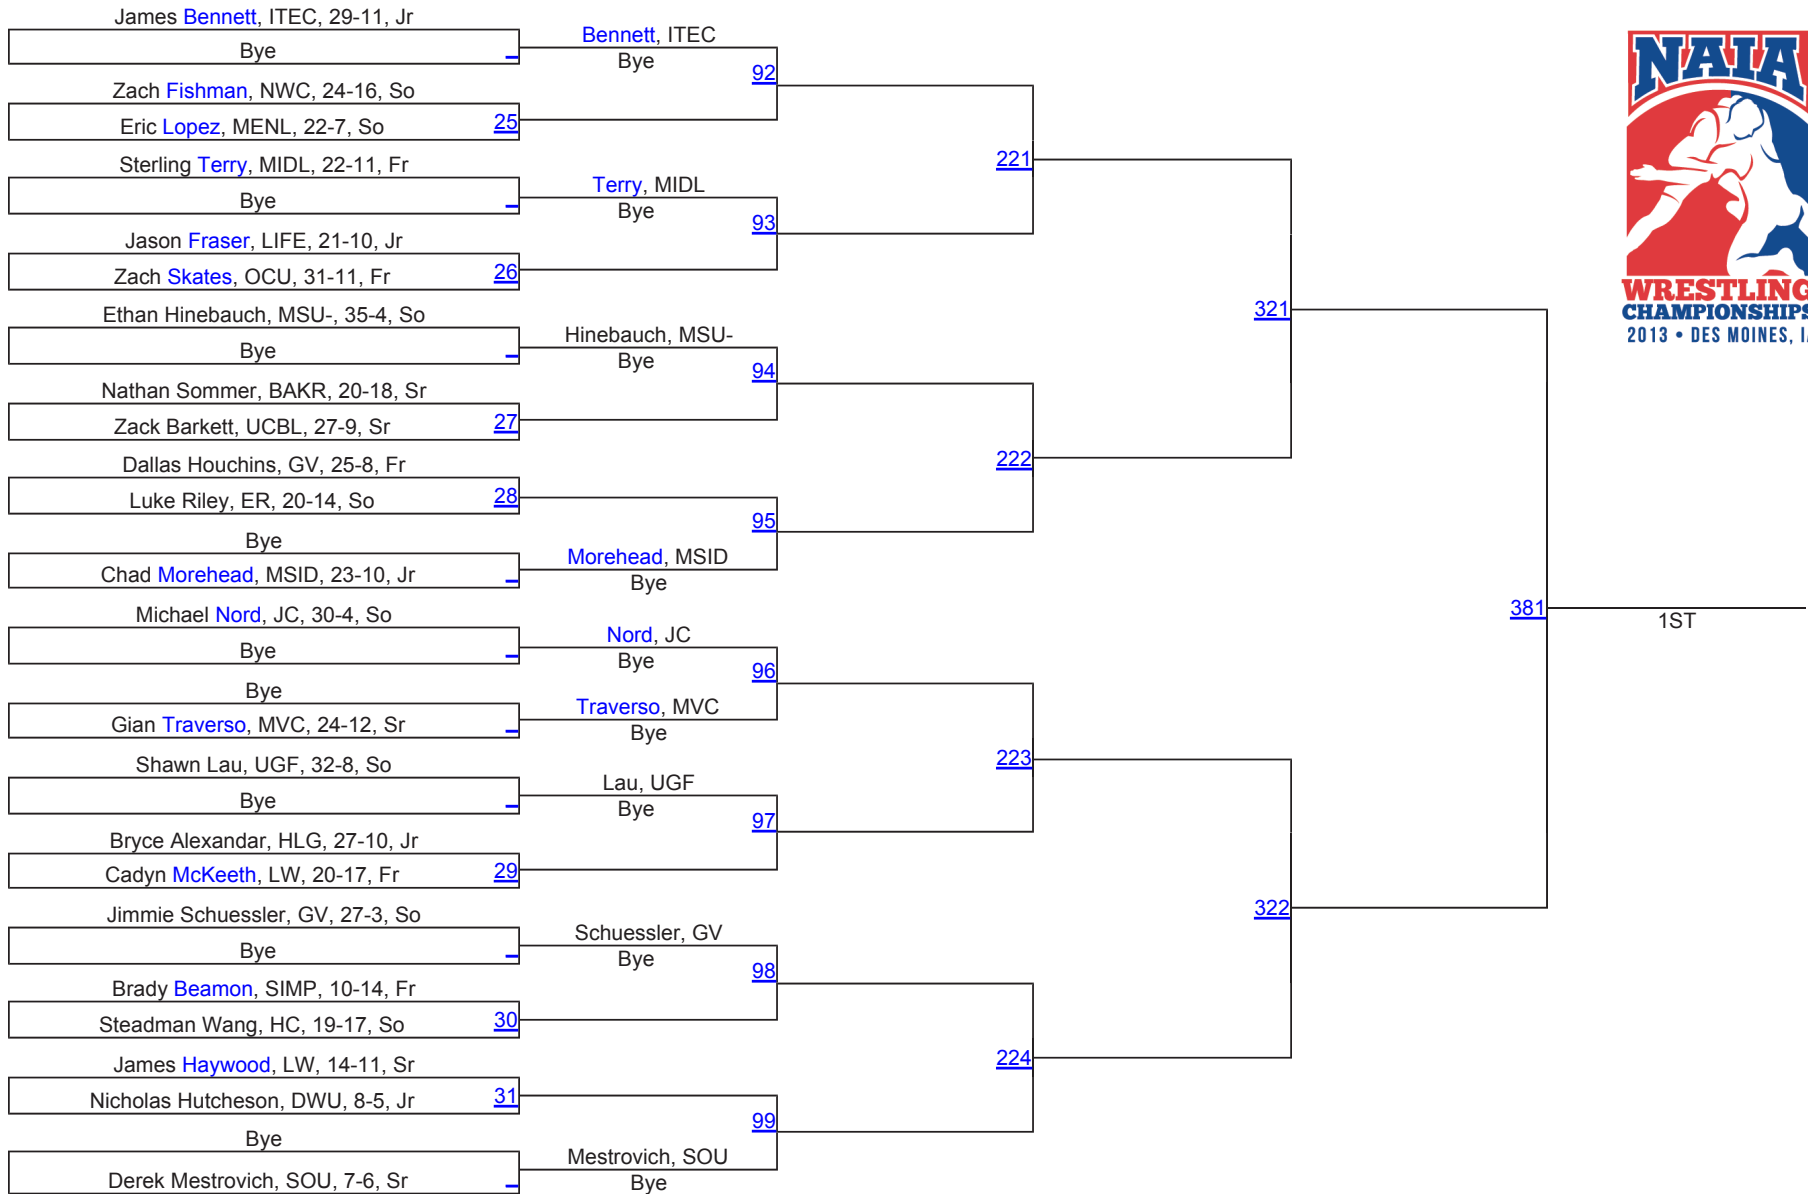 James Bennett, ITEC, 29-11, Jr
Bye
Zach Fishman, NWC, 24-16, So
Eric Lopez, MENL, 22-7, So
25
Sterling Terry, MIDL, 22-11, Fr
Bye
Jason Fraser, LIFE, 21-10, Jr
Zach Skates, OCU, 31-11, Fr
26
Ethan Hinebauch, MSU-, 35-4, So
Bye
Nathan Sommer, BAKR, 20-18, Sr
Zack Barkett, UCBL, 27-9, Sr
27
Dallas Houchins, GV, 25-8, Fr
Luke Riley, ER, 20-14, So
28
Bye
Chad Morehead, MSID, 23-10, Jr
Michael Nord, JC, 30-4, So
Bye
Bye
Gian Traverso, MVC, 24-12, Sr
Shawn Lau, UGF, 32-8, So
Bye
Bryce Alexandar, HLG, 27-10, Jr
Cadyn McKeeth, LW, 20-17, Fr
29
Jimmie Schuessler, GV, 27-3, So
Bye
Brady Beamon, SIMP, 10-14, Fr
Steadman Wang, HC, 19-17, So
30
James Haywood, LW, 14-11, Sr
Nicholas Hutcheson, DWU, 8-5, Jr
31
Bye
Derek Mestrovich, SOU, 7-6, Sr
Bennett, ITEC
Bye
92
Terry, MIDL
Bye
93
Hinebauch, MSU-
Bye
94
95
Morehead, MSID
Bye
Nord, JC
Bye
96
Traverso, MVC
Bye
Lau, UGF
Bye
97
Schuessler, GV
Bye
98
99
Mestrovich, SOU
Bye
221
222
223
224
321
322
381
1ST
NAIA
WRESTLING
CHAMPIONSHIPS
2013 • DES MOINES, IA